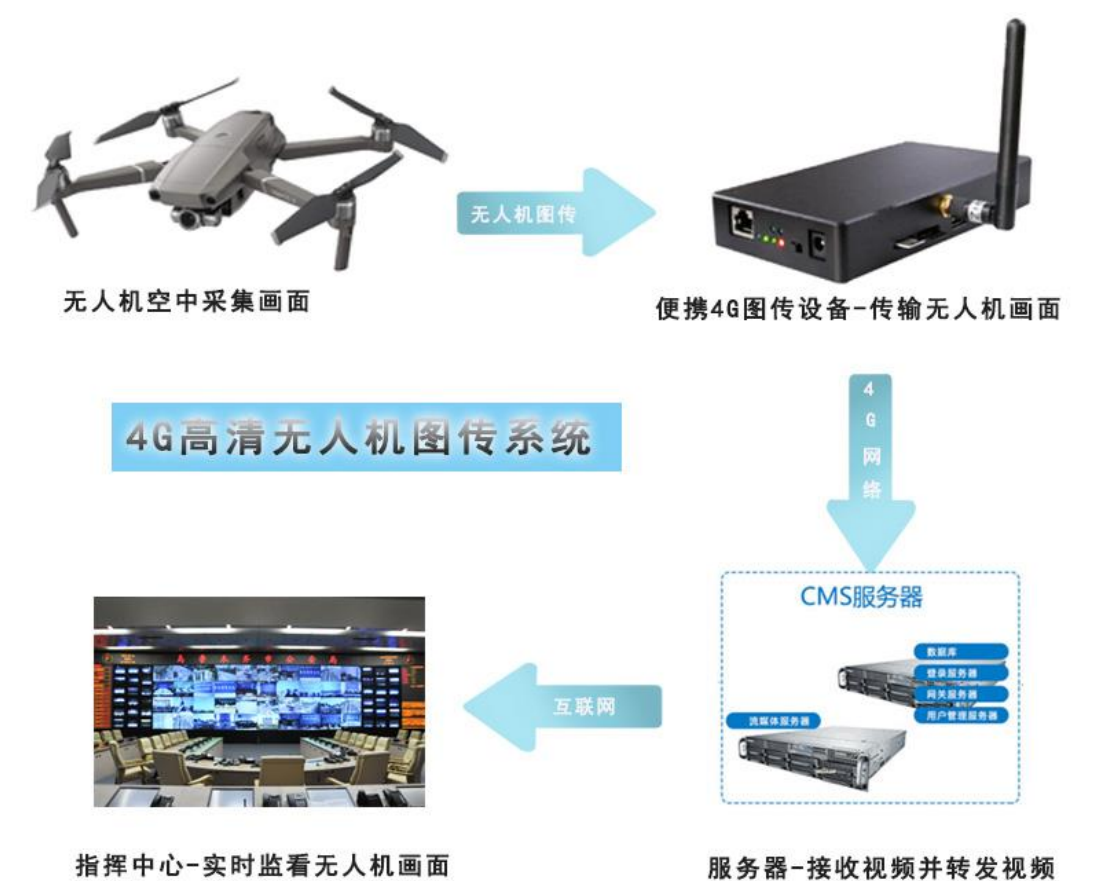 无人机图传
无人机空中采集画面
便携4G图传设备-传输无人机画面
4G网络
4G高清无人机图传系统
CMS服务器
数据库
登录服务器
网关服务器
用户管理服务器
流媒体服务器
互联网
指挥中心-实时监看无人机画面
服务器-接收视频并转发视频